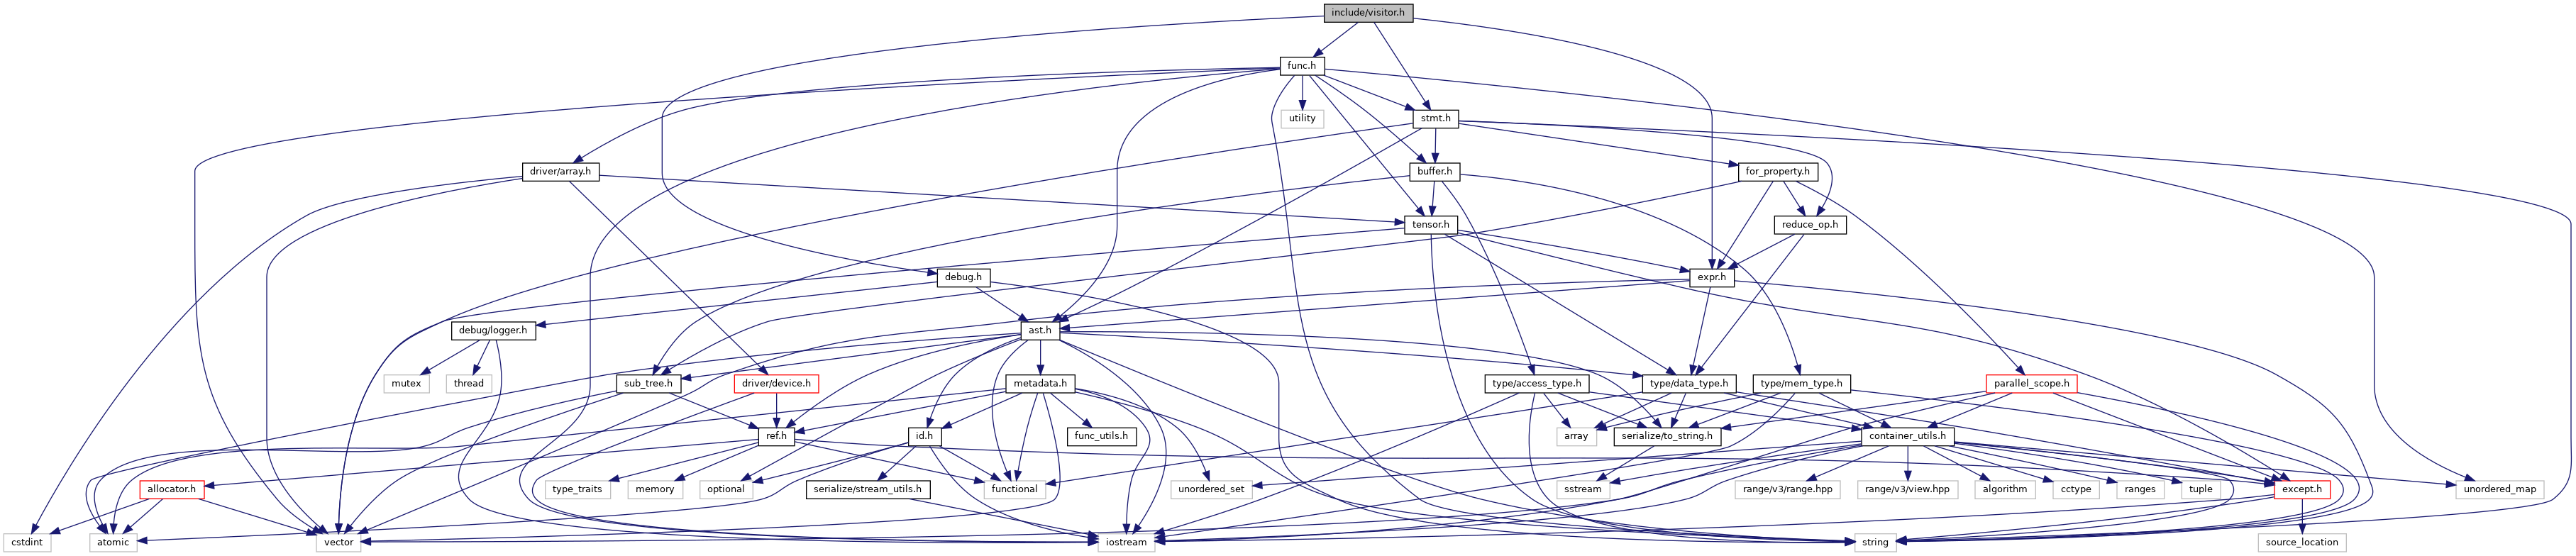 include/visitor.h
func.h
utility
stmt.h
driver/array.h
buffer.h
for_property.h
tensor.h
reduce_op.h
debug.h
expr.h
debug/logger.h
ast.h
mutex
thread
sub_tree.h
driver/device.h
metadata.h
type/access_type.h
type/data_type.h
type/mem_type.h
parallel_scope.h
ref.h
id.h
func_utils.h
array
serialize/to_string.h
container_utils.h
allocator.h
type_traits
memory
optional
serialize/stream_utils.h
functional
unordered_set
sstream
range/v3/range.hpp
range/v3/view.hpp
algorithm
cctype
ranges
tuple
except.h
unordered_map
cstdint
atomic
vector
iostream
string
source_location